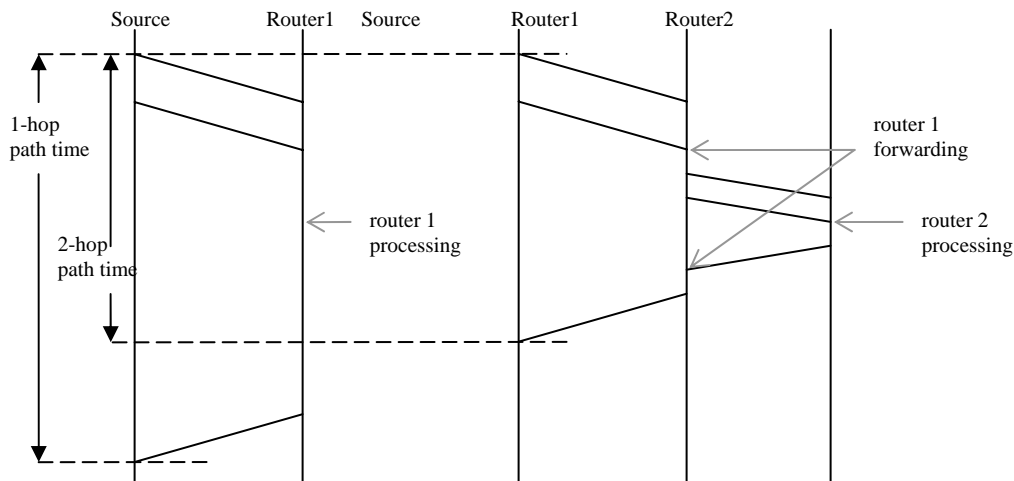 Source Router1 Source Router1 Router2
1-hop
path time
router 1
forwarding
router 1
processing
2-hop
path time
router 2
processing